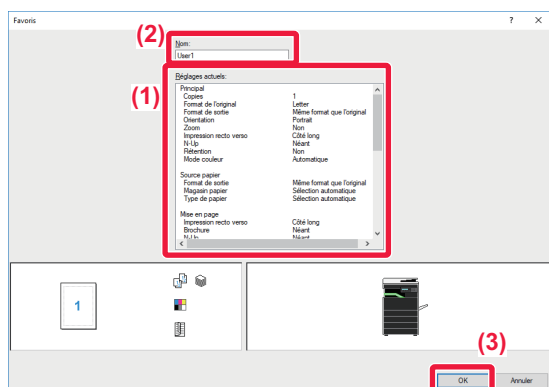 Favoris ? ×
(2)
Nom:
User1
(1)
Réglages actuels:
Principal
Copies 1
Format de l'original Letter
Format de sortie Même format que l'original
Orientation Portrait
Zoom Non
Impression recto verso Côté long
N-Up Néant
Rétention Non
Mode couleur Automatique
Source papier
Format de sortie Même format que l'original
Magasin papier Sélection automatique
Type de papier Sélection automatique
Mise en page
Impression recto verso Côté long
Brochure Néant
N-Up Néant
1
(3)
OK Annuler